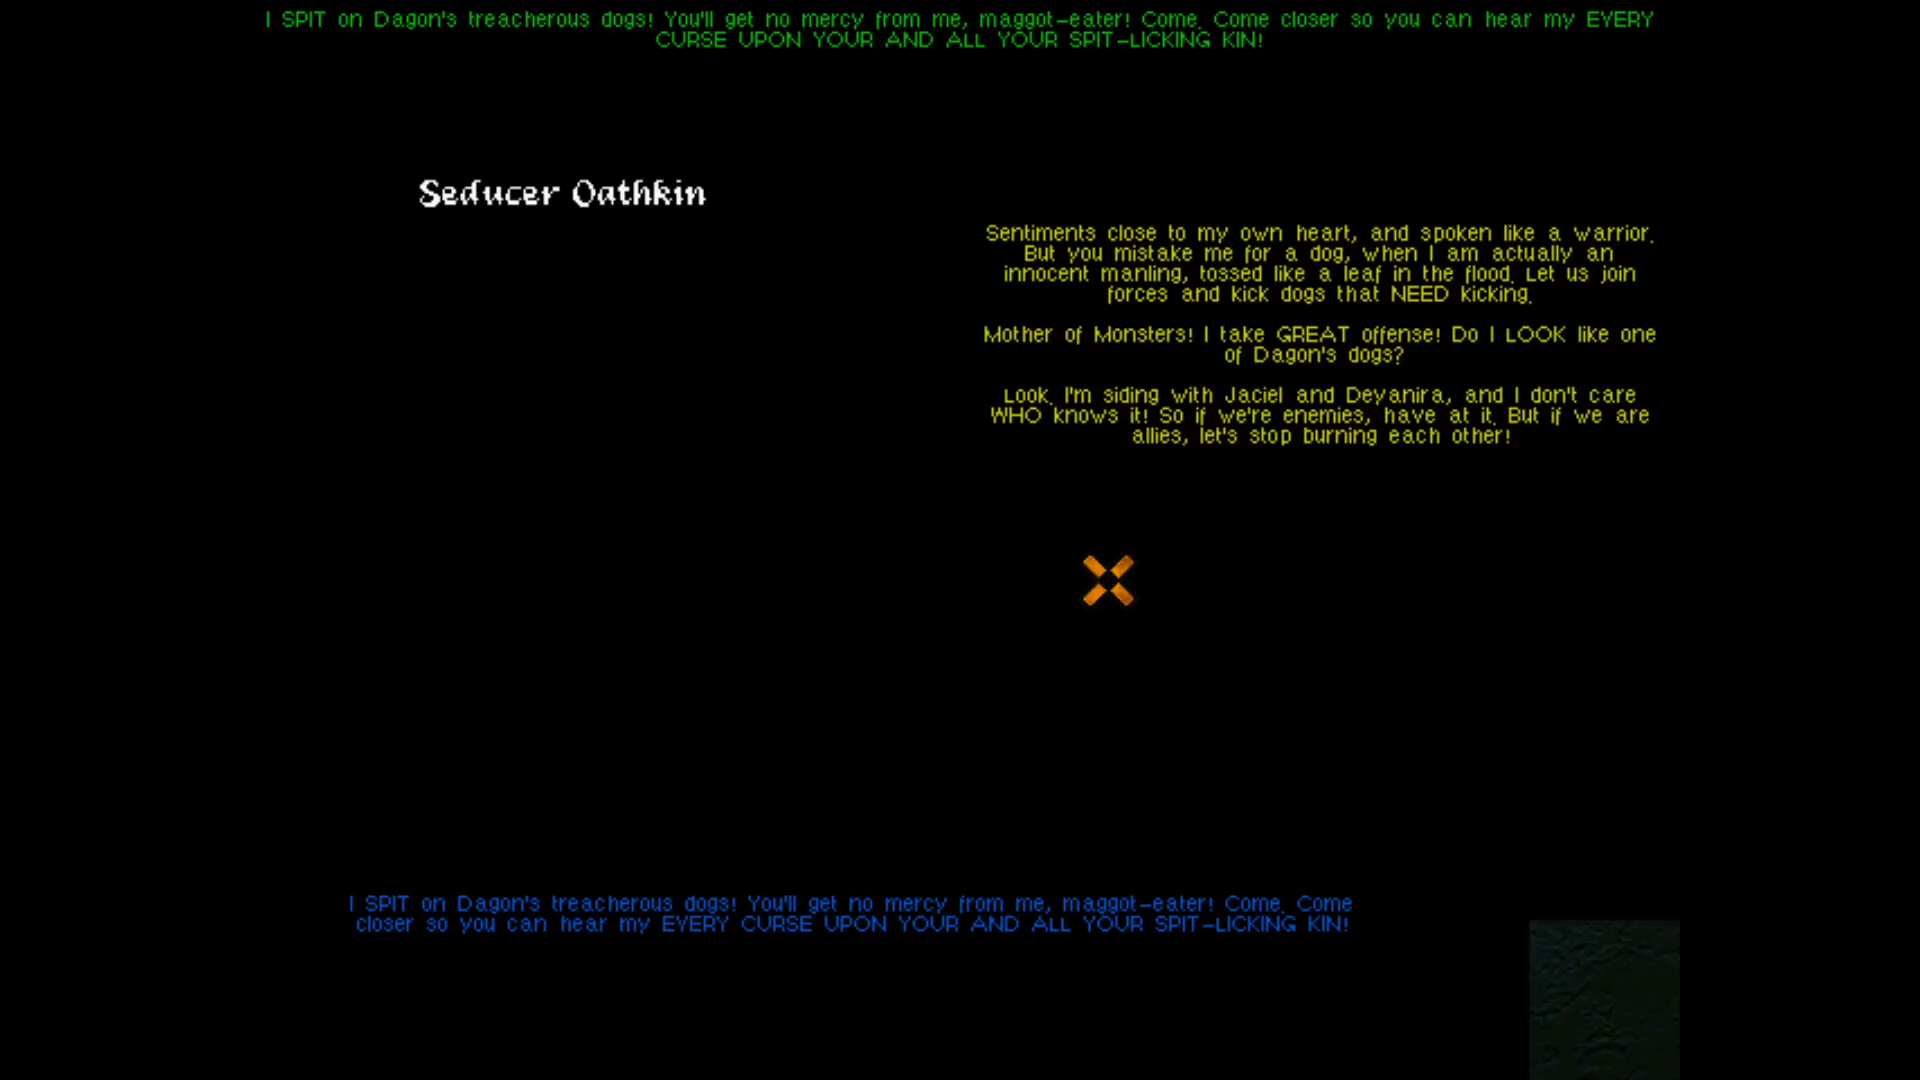 I SPIT on Dagon's treacherous dogs! You'll get no mercy from me, maggot-eater! Come. Come closer so you can hear my EVERY
CURSE UPON YOUR AND ALL YOUR SPIT-LICKING KIN!
Seducer Oathkin
Sentiments close to my own heart, and spoken like a warrior.
But you mistake me for a dog, when I am actually an
innocent manling, tossed like a leaf in the flood. Let us join
forces and kick dogs that NEED kicking.
Mother of Monsters! I take GREAT offense! Do I LOOK like one
of Dagon's dogs?
Look. I'm siding with Jaciel and Deyanira, and I don't care
WHO knows it! So if we're enemies, have at it. But if we are
allies, let's stop burning each other!
I SPIT on Dagon's treacherous dogs! You'll get no mercy from me, maggot-eater! Come. Come
closer so you can hear my EVERY CURSE UPON YOUR AND ALL YOUR SPIT-LICKING KIN!